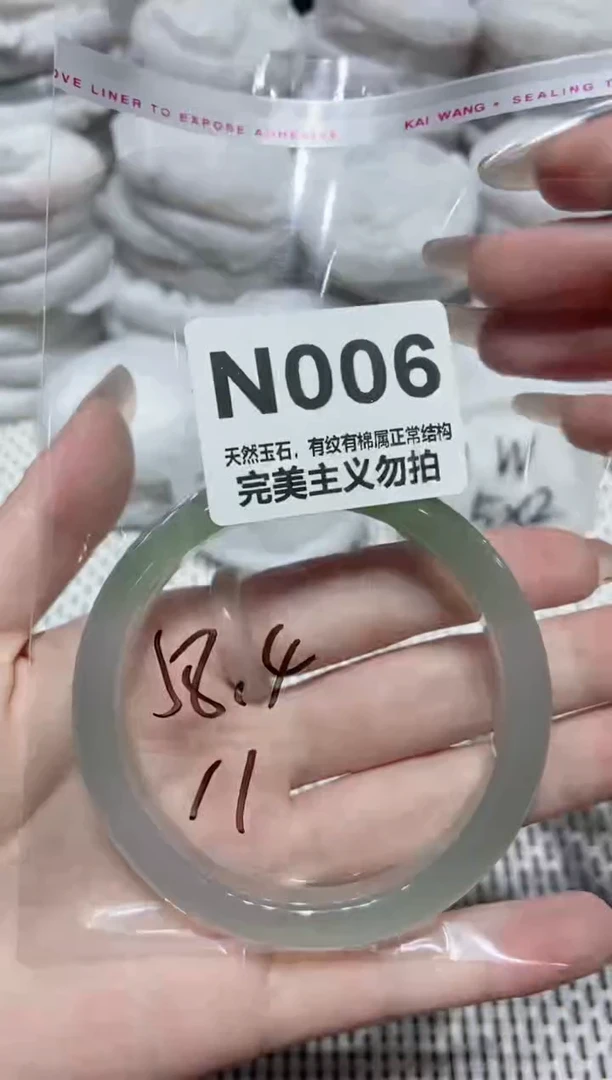 OVE LINER TO EXPOSE ADHESIVE
KAI WANG • SEALING T
N006
天然玉石，有纹有棉属正常结构
完美主义勿拍
W
58.4
11